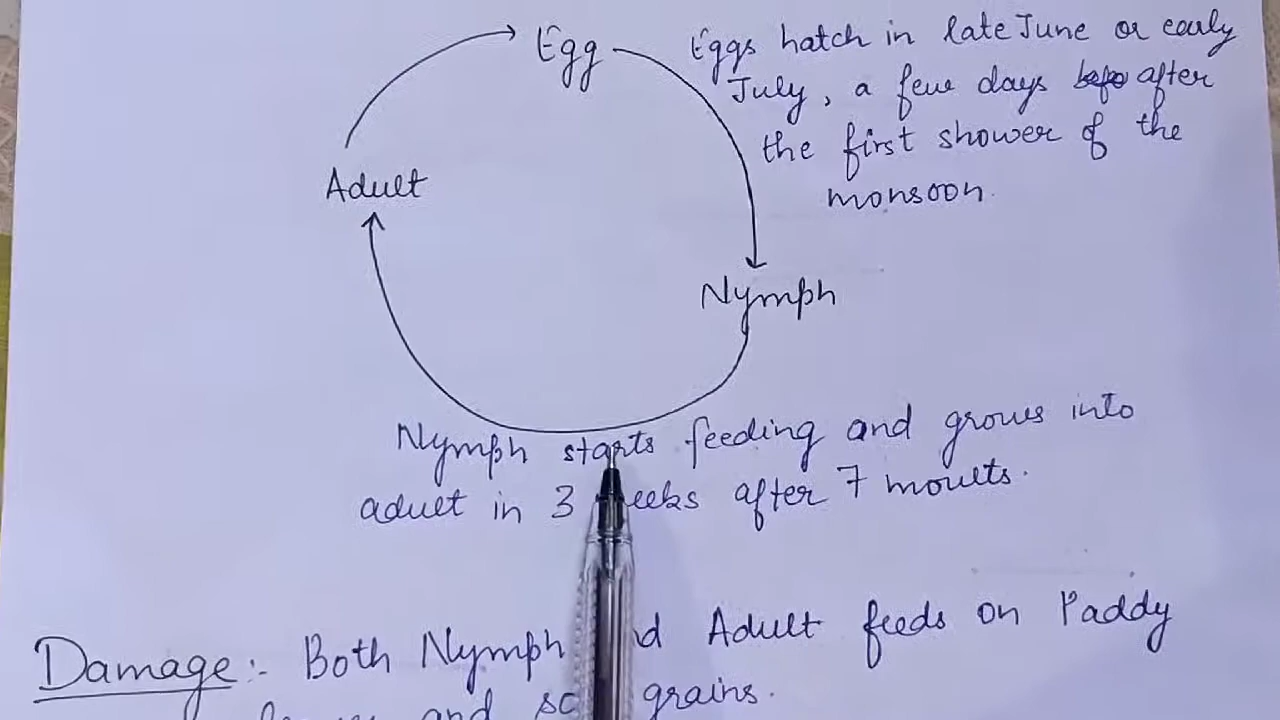 Egg
Eggs hatch in late June or early
July, a few days after
the first shower of the
monsoon.
Adult
Nymph
Nymph starts feeding and grows into
adult in 3 after 7 moults.
Damage:- Both Nymph Adult feeds on Paddy
and grains.